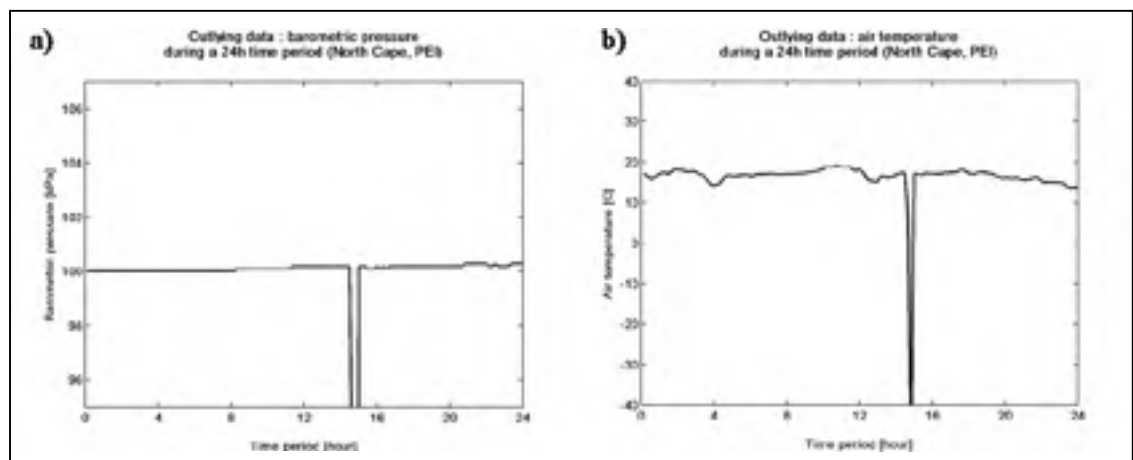 a)
Outlying data : barometric pressure
during a 24h time period (North Cape, PEI)
106
104
102
100
98
96
Barometric pressure [kPa]
0 4 8 12 16 20 24
Time period [hour]
b)
Outlying data : air temperature
during a 24h time period (North Cape, PEI)
40
30
20
10
0
-10
-20
-30
-40
Air temperature [C]
0 4 8 12 16 20 24
Time period [hour]